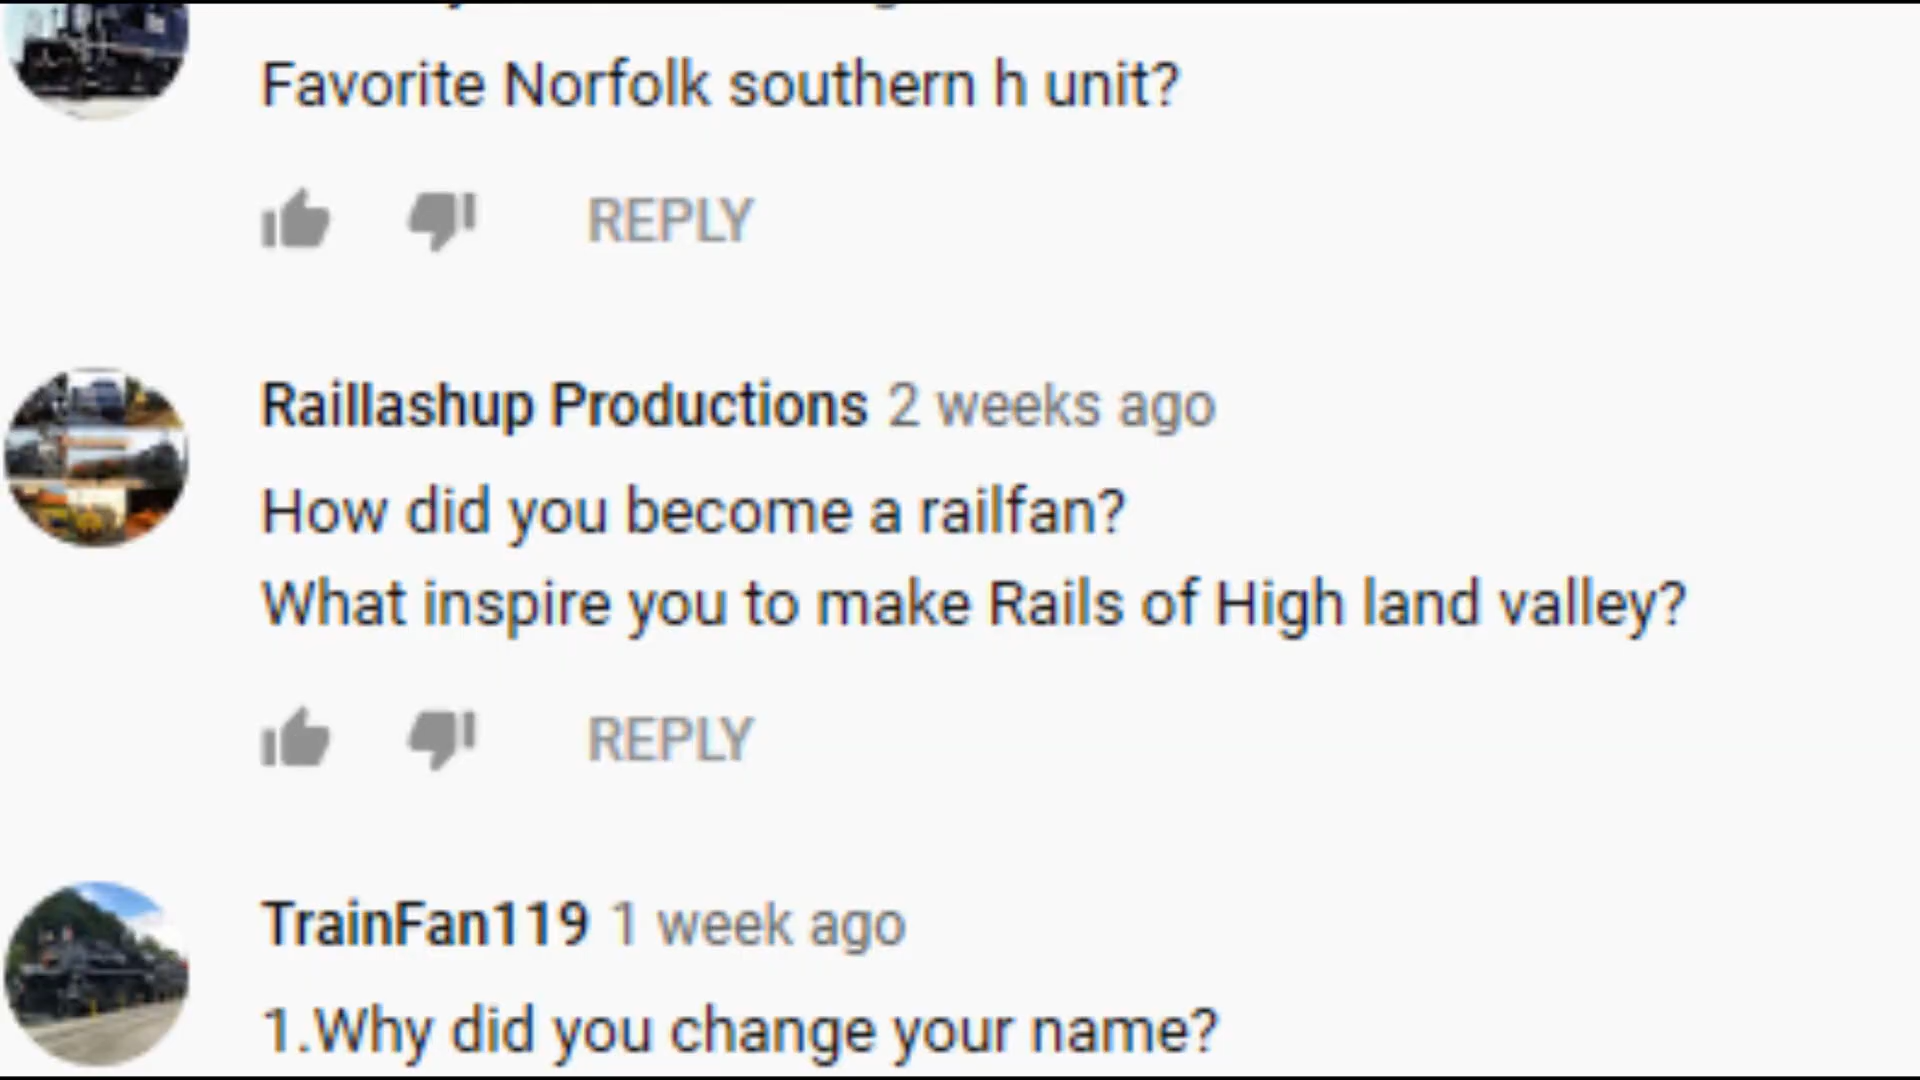 Favorite Norfolk southern h unit?
REPLY
Raillashup Productions 2 weeks ago
How did you become a railfan?
What inspire you to make Rails of High land valley?
REPLY
TrainFan119 1 week ago
1.Why did you change your name?